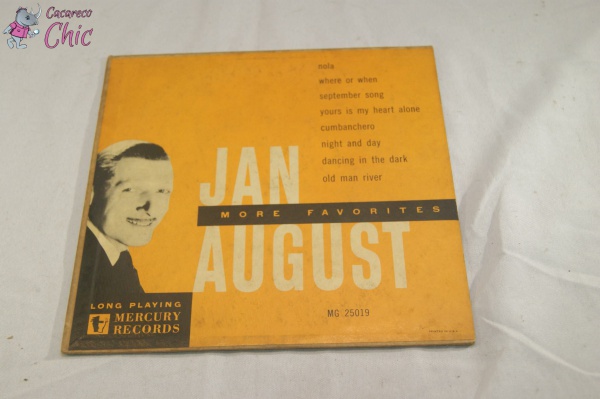 Cacareco
Chic
nola
where or when
september song
yours is my heart alone
cumbanchero
night and day
dancing in the dark
old man river
JAN
MORE FAVORITES
AUGUST
MG 25019
LONG PLAYING
MERCURY
RECORDS